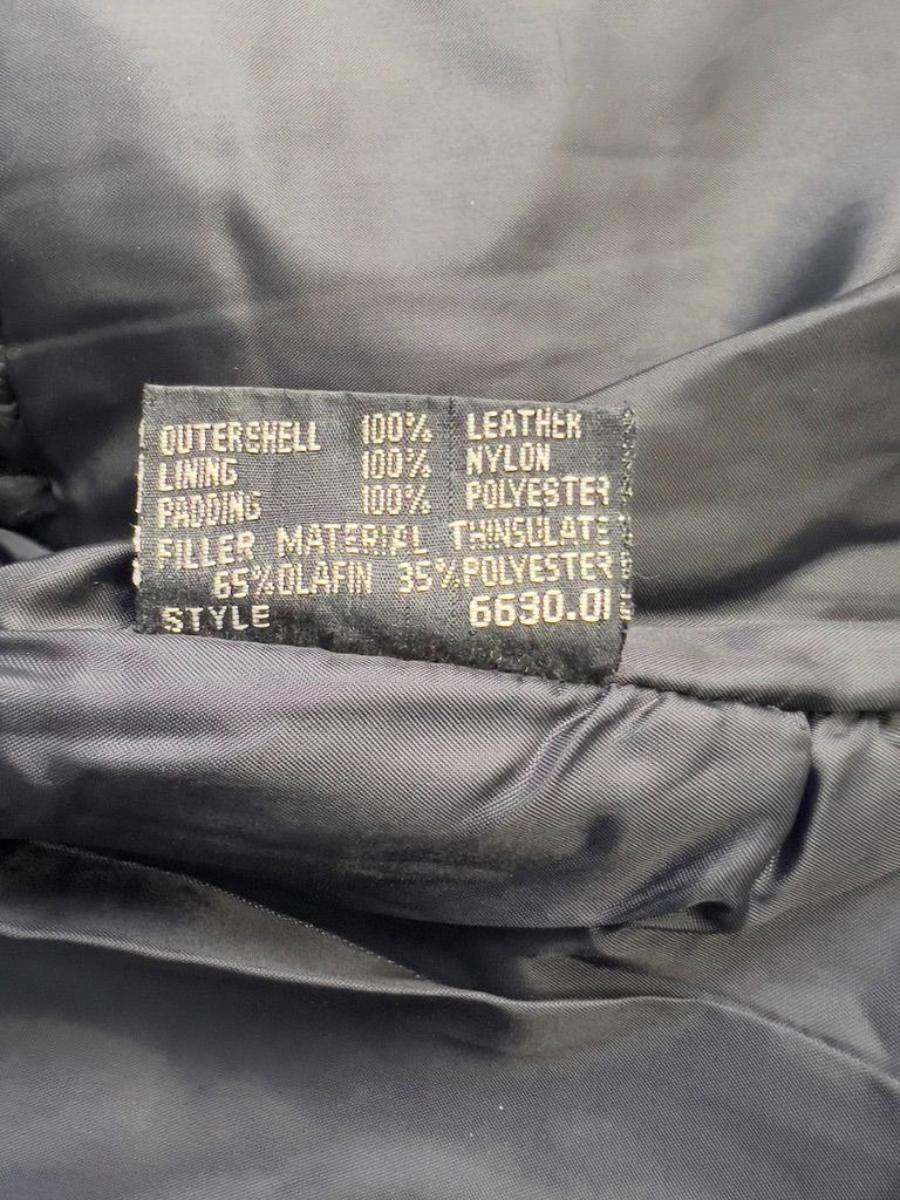 OUTERSHELL 100% LEATHER
LINING 100% NYLON
PADDING 100% POLYESTER
FILLER MATERIAL THINSULATE
65% OLAFIN 35% POLYESTER
STYLE 6630.01